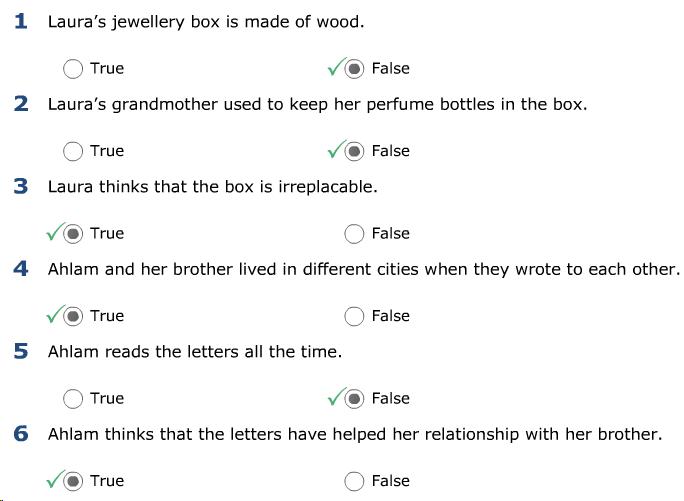 1 Laura's jewellery box is made of wood.
True False
2 Laura's grandmother used to keep her perfume bottles in the box.
True False
3 Laura thinks that the box is irreplacable.
True False
4 Ahlam and her brother lived in different cities when they wrote to each other.
True False
5 Ahlam reads the letters all the time.
True False
6 Ahlam thinks that the letters have helped her relationship with her brother.
True False